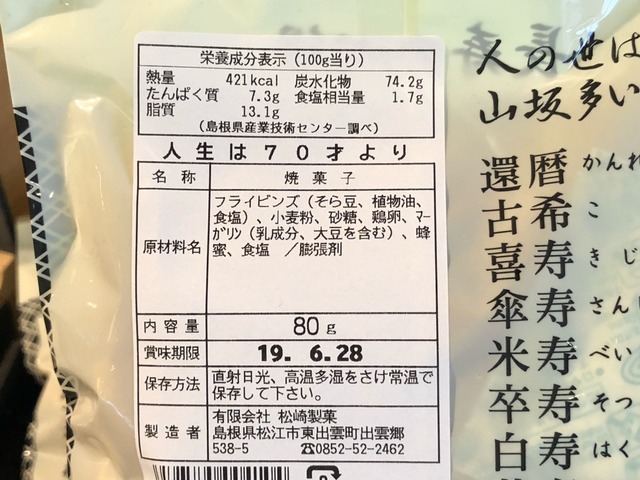 栄養成分表示（100g当り）
熱量 421kcal 炭水化物 74.2g
たんぱく質 7.3g 食塩相当量 1.7g
脂質 13.1g
（島根県産業技術センター調べ）
人生は７０才より
名称 焼菓子
原材料名 フライビンズ（そら豆、植物油、
食塩）、小麦粉、砂糖、鶏卵、ﾏｰ
ｶﾞﾘﾝ（乳成分、大豆を含む）、蜂
蜜、食塩 ／膨張剤
内容量 80g
賞味期限 19. 6.28
保存方法 直射日光、高温多湿をさけ常温で
保存して下さい。
製造者 有限会社 松崎製菓
島根県松江市東出雲町出雲郷
538-5 ☎0852-52-2462
人の世は
山坂多い
還暦 かんれ
古希 こ
喜寿 きじ
傘寿 さん
米寿 べい
卒寿 そつ
白寿 はく